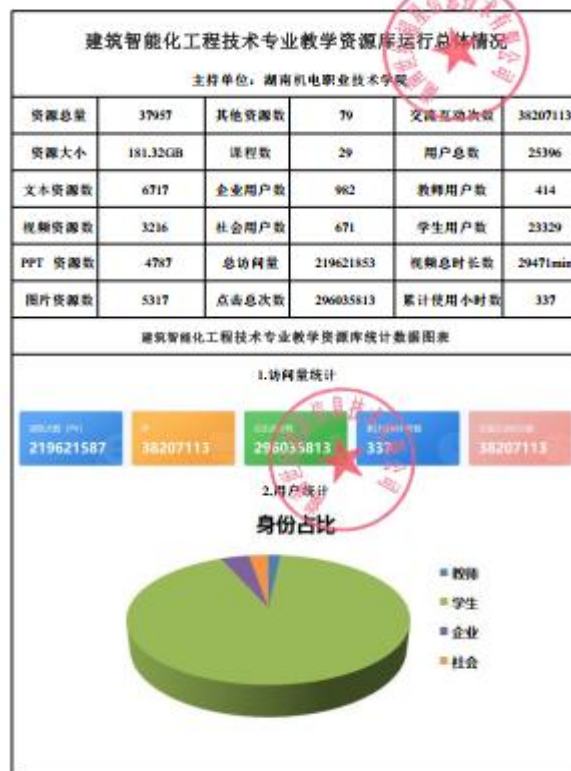 建筑智能化工程技术专业教学资源库运行总体情况
主持单位：湖南机电职业技术学院
资源总量 37957 其他资源数 79 交流互动次数 38207113
资源大小 181.32GB 课程数 29 用户总数 25396
文本资源数 6717 企业用户数 982 教师用户数 414
视频资源数 3216 社会用户数 671 学生用户数 23329
PPT 资源数 4787 总访问量 219621853 视频总时长数 29471min
图片资源数 5317 点击总次数 296035813 累计使用小时数 337
建筑智能化工程技术专业教学资源库统计数据图表
1.访问量统计
219621587 38207113 296035813 337 38207113
2.用户统计
身份占比
教师
学生
企业
社会